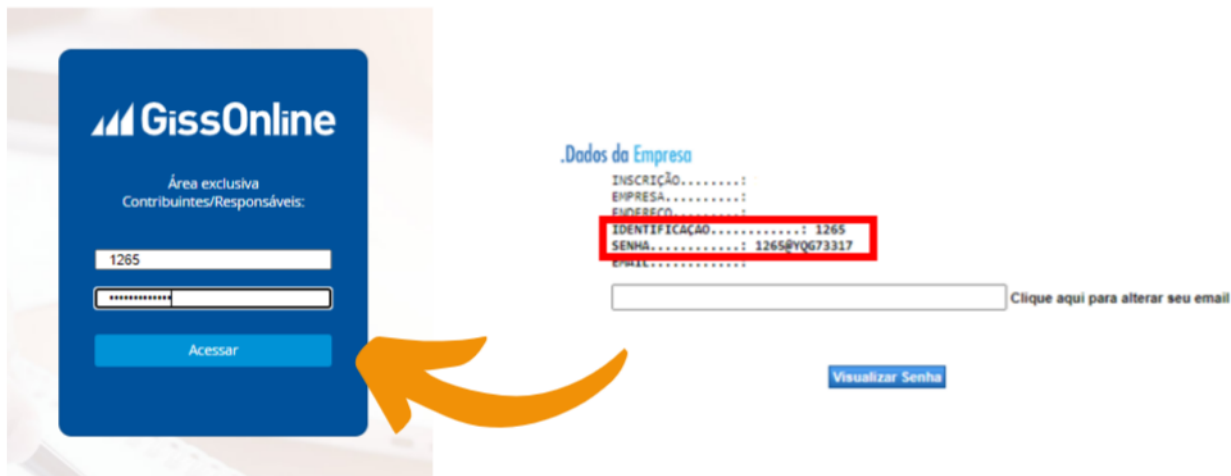 GissOnline
Área exclusiva
Contribuintes/Responsáveis:
1265
•••••••••••••
Acessar
.Dados da Empresa
INSCRIÇÃO........:
EMPRESA..........:
ENDEREÇO.........:
IDENTIFICAÇAO............: 1265
SENHA............: 1265@YQG73317
EMAIL............:
Clique aqui para alterar seu email
Visualizar Senha